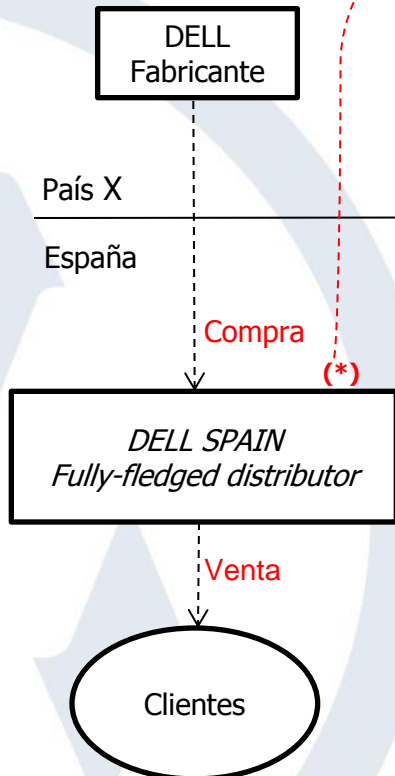 DELL
Fabricante
País X
España
Compra
(*)
DELL SPAIN
Fully-fledged distributor
Venta
Clientes